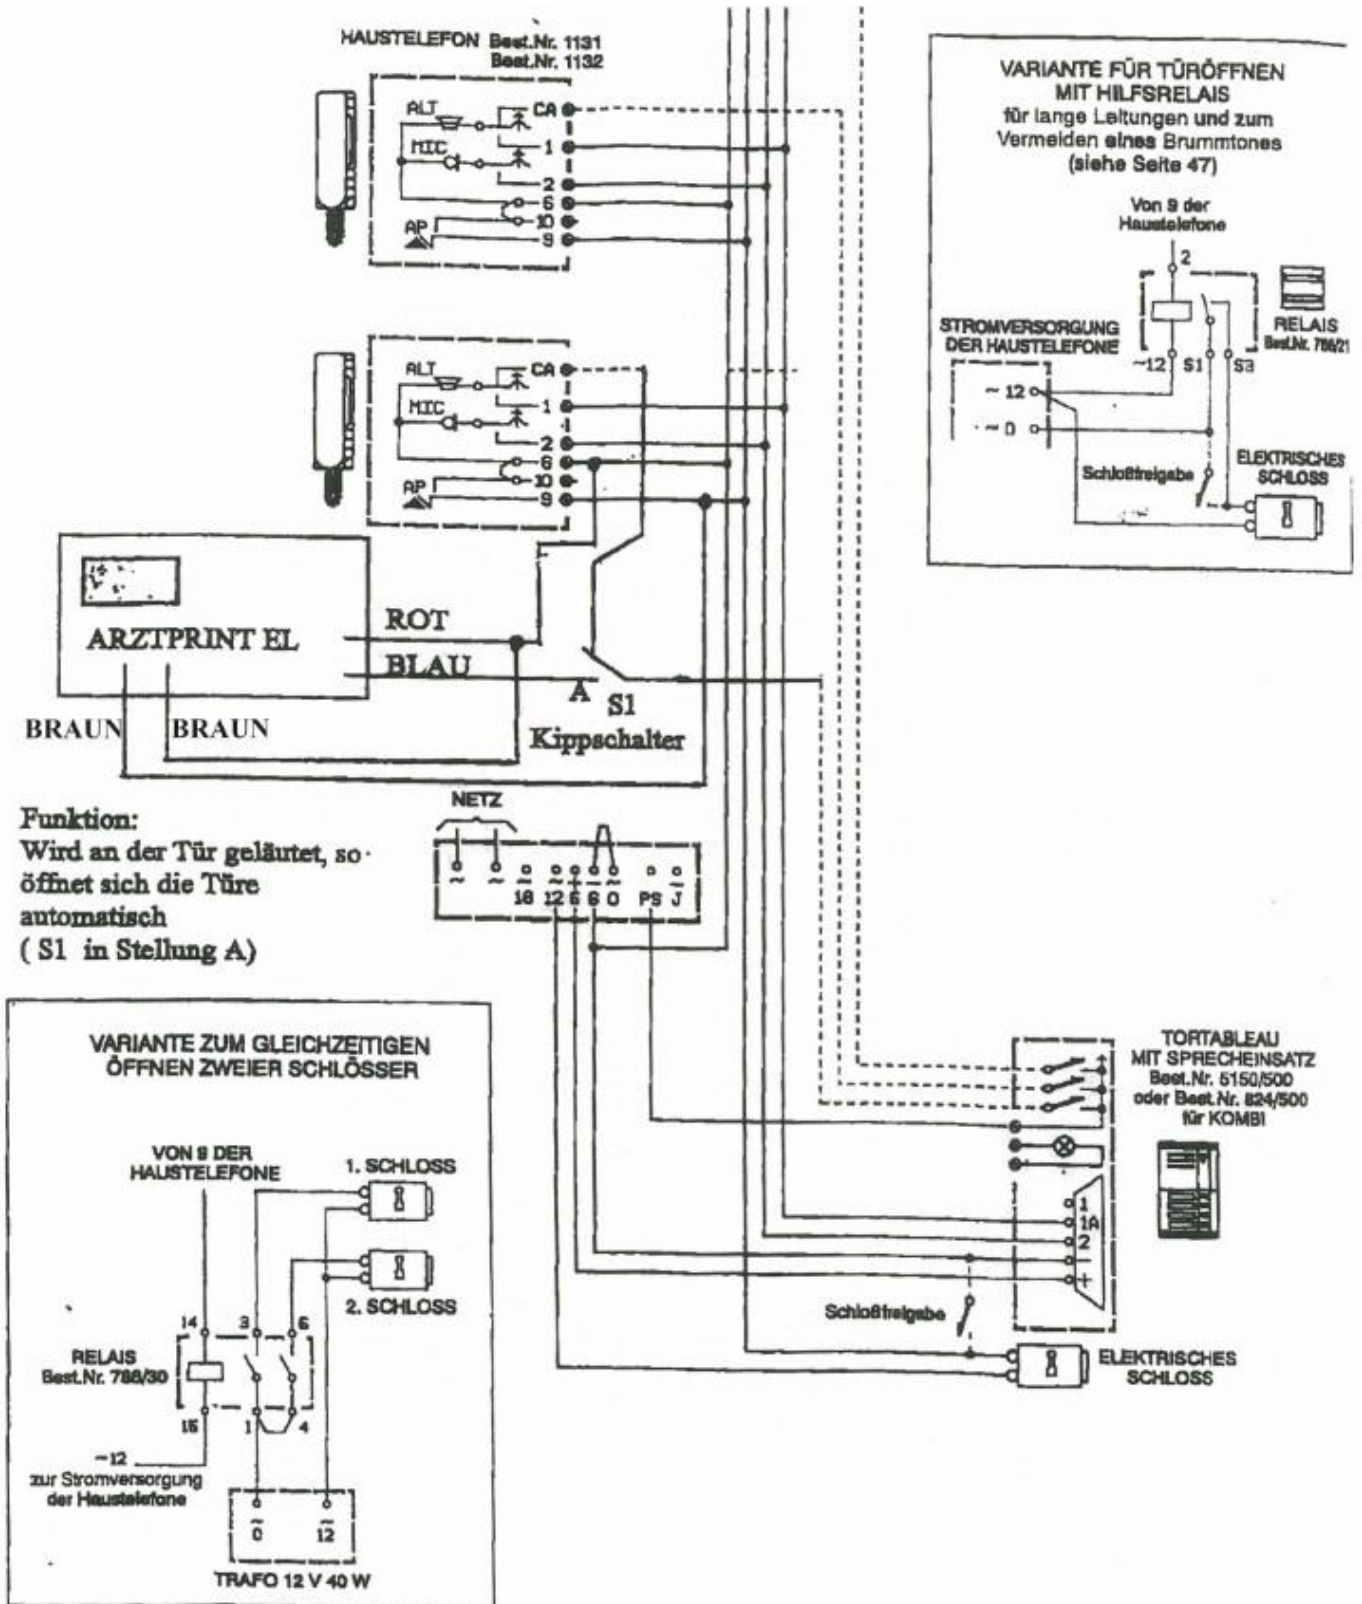 HAUSTELEFON Best.Nr. 1131
Best.Nr. 1132
ALT
CA
MIC
1
2
6
10
AP
9
ALT
CA
MIC
1
2
6
10
AP
9
VARIANTE FÜR TÜRÖFFNEN
MIT HILFSRELAIS
für lange Leitungen und zum
Vermeiden eines Brummtones
(siehe Seite 47)
Von 9 der
Haustelefone
2
STROMVERSORGUNG
DER HAUSTELEFONE
RELAIS
Best.Nr. 788/21
~12 S1 S3
~ 12
~ 0
Schloßfreigabe
ELEKTRISCHES
SCHLOSS
ARZTPRINT EL
ROT
BLAU
BRAUN
BRAUN
A
S1
Kippschalter
Funktion:
Wird an der Tür geläutet, so
öffnet sich die Türe
automatisch
( S1 in Stellung A)
NETZ
~ ~ 18 12 6 6 0 PS J
VARIANTE ZUM GLEICHZEITIGEN
ÖFFNEN ZWEIER SCHLÖSSER
VON 9 DER
HAUSTELEFONE
1. SCHLOSS
2. SCHLOSS
14 3 6
RELAIS
Best.Nr. 788/30
15 1 4
~12
zur Stromversorgung
der Haustelefone
~ ~
0 12
TRAFO 12 V 40 W
TORTABLEAU
MIT SPRECHEINSATZ
Best.Nr. 5150/500
oder Best.Nr. 824/500
für KOMBI
1
1A
2
−
+
Schloßfreigabe
ELEKTRISCHES
SCHLOSS